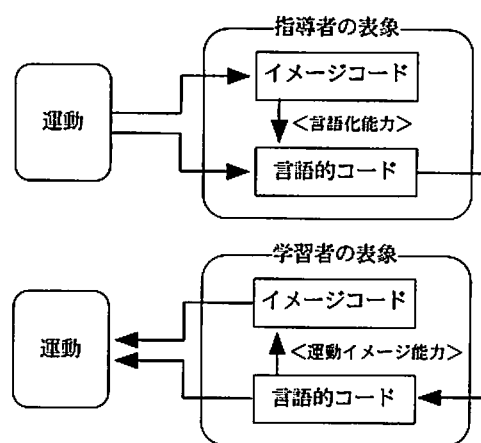 指導者の表象
イメージコード
運動
＜言語化能力＞
言語的コード
学習者の表象
イメージコード
運動
＜運動イメージ能力＞
言語的コード